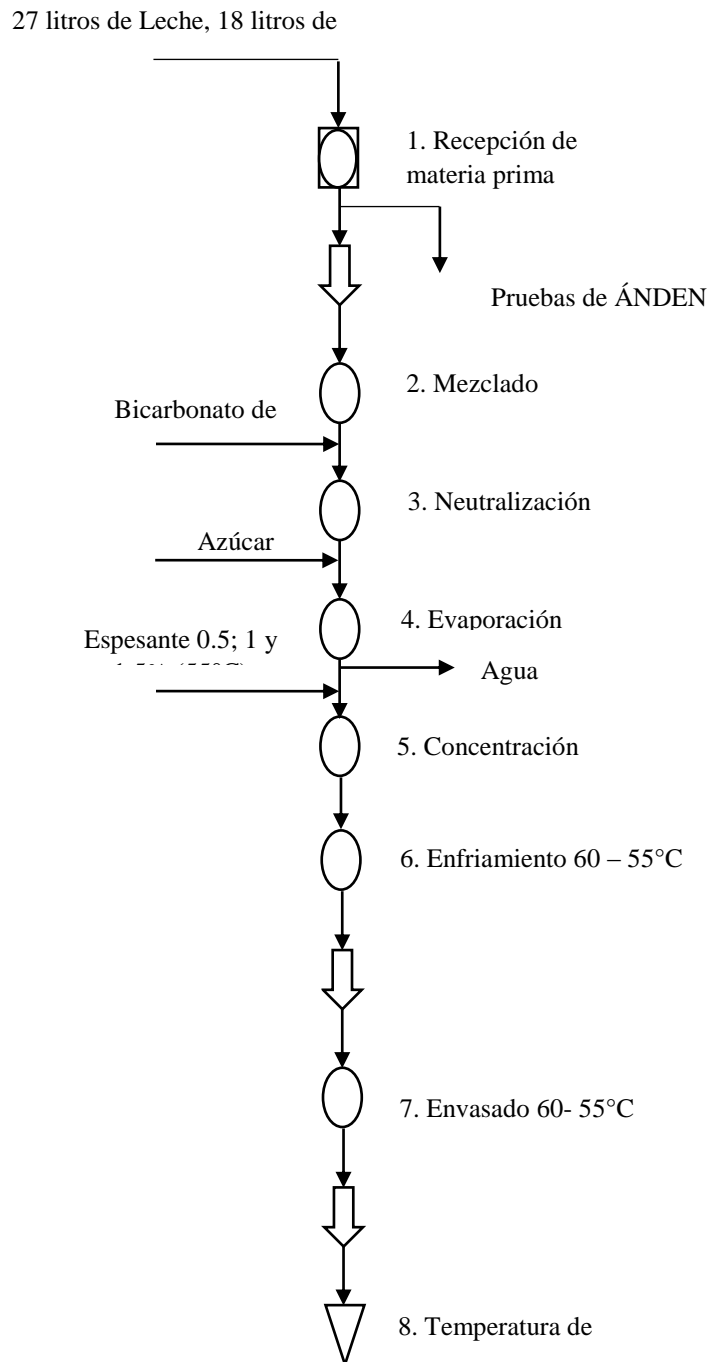 27 litros de Leche, 18 litros de
1. Recepción de
materia prima
Pruebas de ÁNDEN
2. Mezclado
Bicarbonato de
3. Neutralización
Azúcar
4. Evaporación
Espesante 0.5; 1 y
Agua
5. Concentración
6. Enfriamiento 60 – 55°C
7. Envasado 60- 55°C
8. Temperatura de